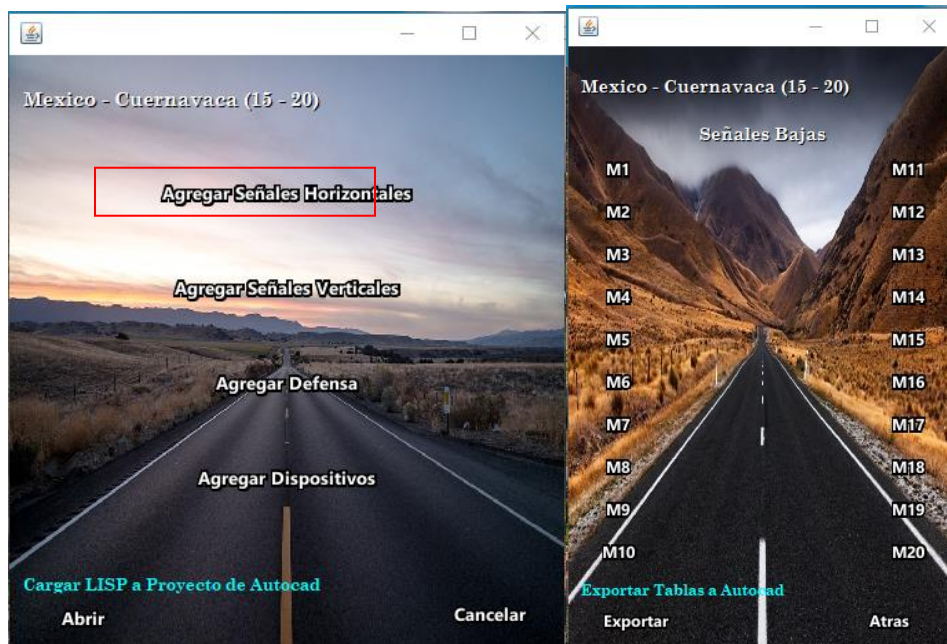 Mexico - Cuernavaca (15 - 20)
Agregar Señales Horizontales
Agregar Señales Verticales
Agregar Defensa
Agregar Dispositivos
Cargar LISP a Proyecto de Autocad
Abrir
Cancelar
Mexico - Cuernavaca (15 - 20)
Señales Bajas
M1 M11
M2 M12
M3 M13
M4 M14
M5 M15
M6 M16
M7 M17
M8 M18
M9 M19
M10 M20
Exportar Tablas a Autocad
Exportar
Atras